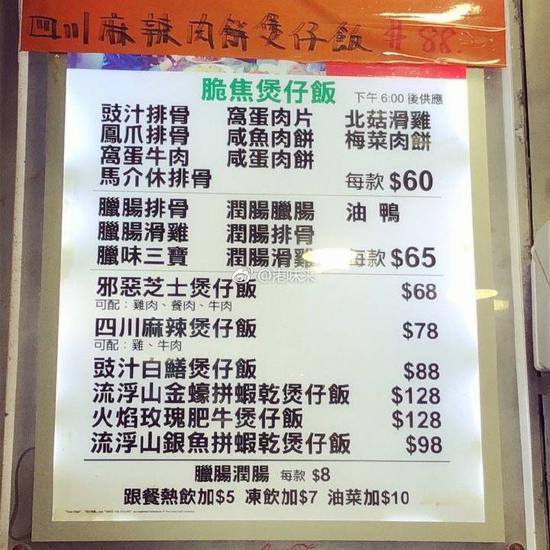 四川麻辣肉餅煲仔飯 #88.
脆焦煲仔飯 下午 6:00 後供應
豉汁排骨 窩蛋肉片 北菇滑雞
鳳爪排骨 咸魚肉餅 梅菜肉餅
窩蛋牛肉 咸蛋肉餅
馬介休排骨 每款 $60
臘腸排骨 潤腸臘腸 油鴨
臘腸滑雞 潤腸排骨
臘味三寶 潤腸滑雞 每款 $65
@港味来
邪惡芝士煲仔飯 $68
可配：雞肉、餐肉、牛肉
四川麻辣煲仔飯 $78
可配：雞、牛肉
豉汁白鱔煲仔飯 $88
流浮山金蠔拼蝦乾煲仔飯 $128
火焰玫瑰肥牛煲仔飯 $128
流浮山銀魚拼蝦乾煲仔飯 $98
臘腸潤腸 每款 $8
跟餐熱飲加$5 凍飲加$7 油菜加$10